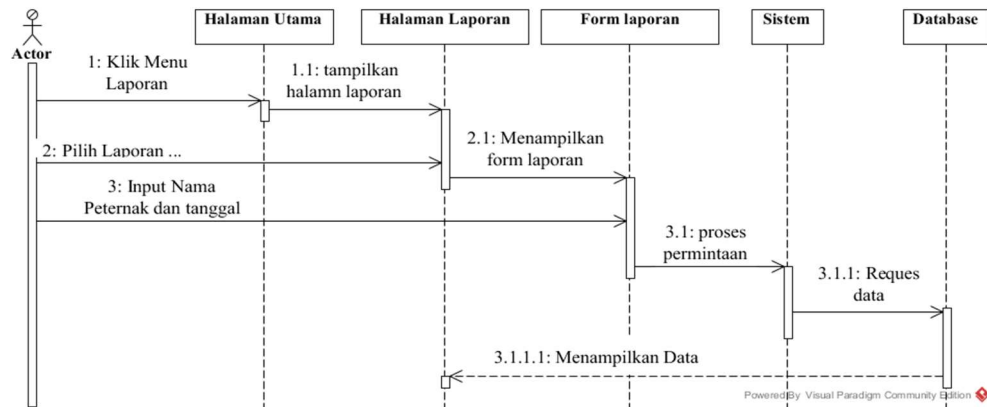 Halaman Utama
Halaman Laporan
Form laporan
Sistem
Database
Actor
1: Klik Menu
Laporan
1.1: tampilkan
halamn laporan
2: Pilih Laporan ...
2.1: Menampilkan
form laporan
3: Input Nama
Peternak dan tanggal
3.1: proses
permintaan
3.1.1: Reques
data
3.1.1.1: Menampilkan Data
Powered By Visual Paradigm Community Edition